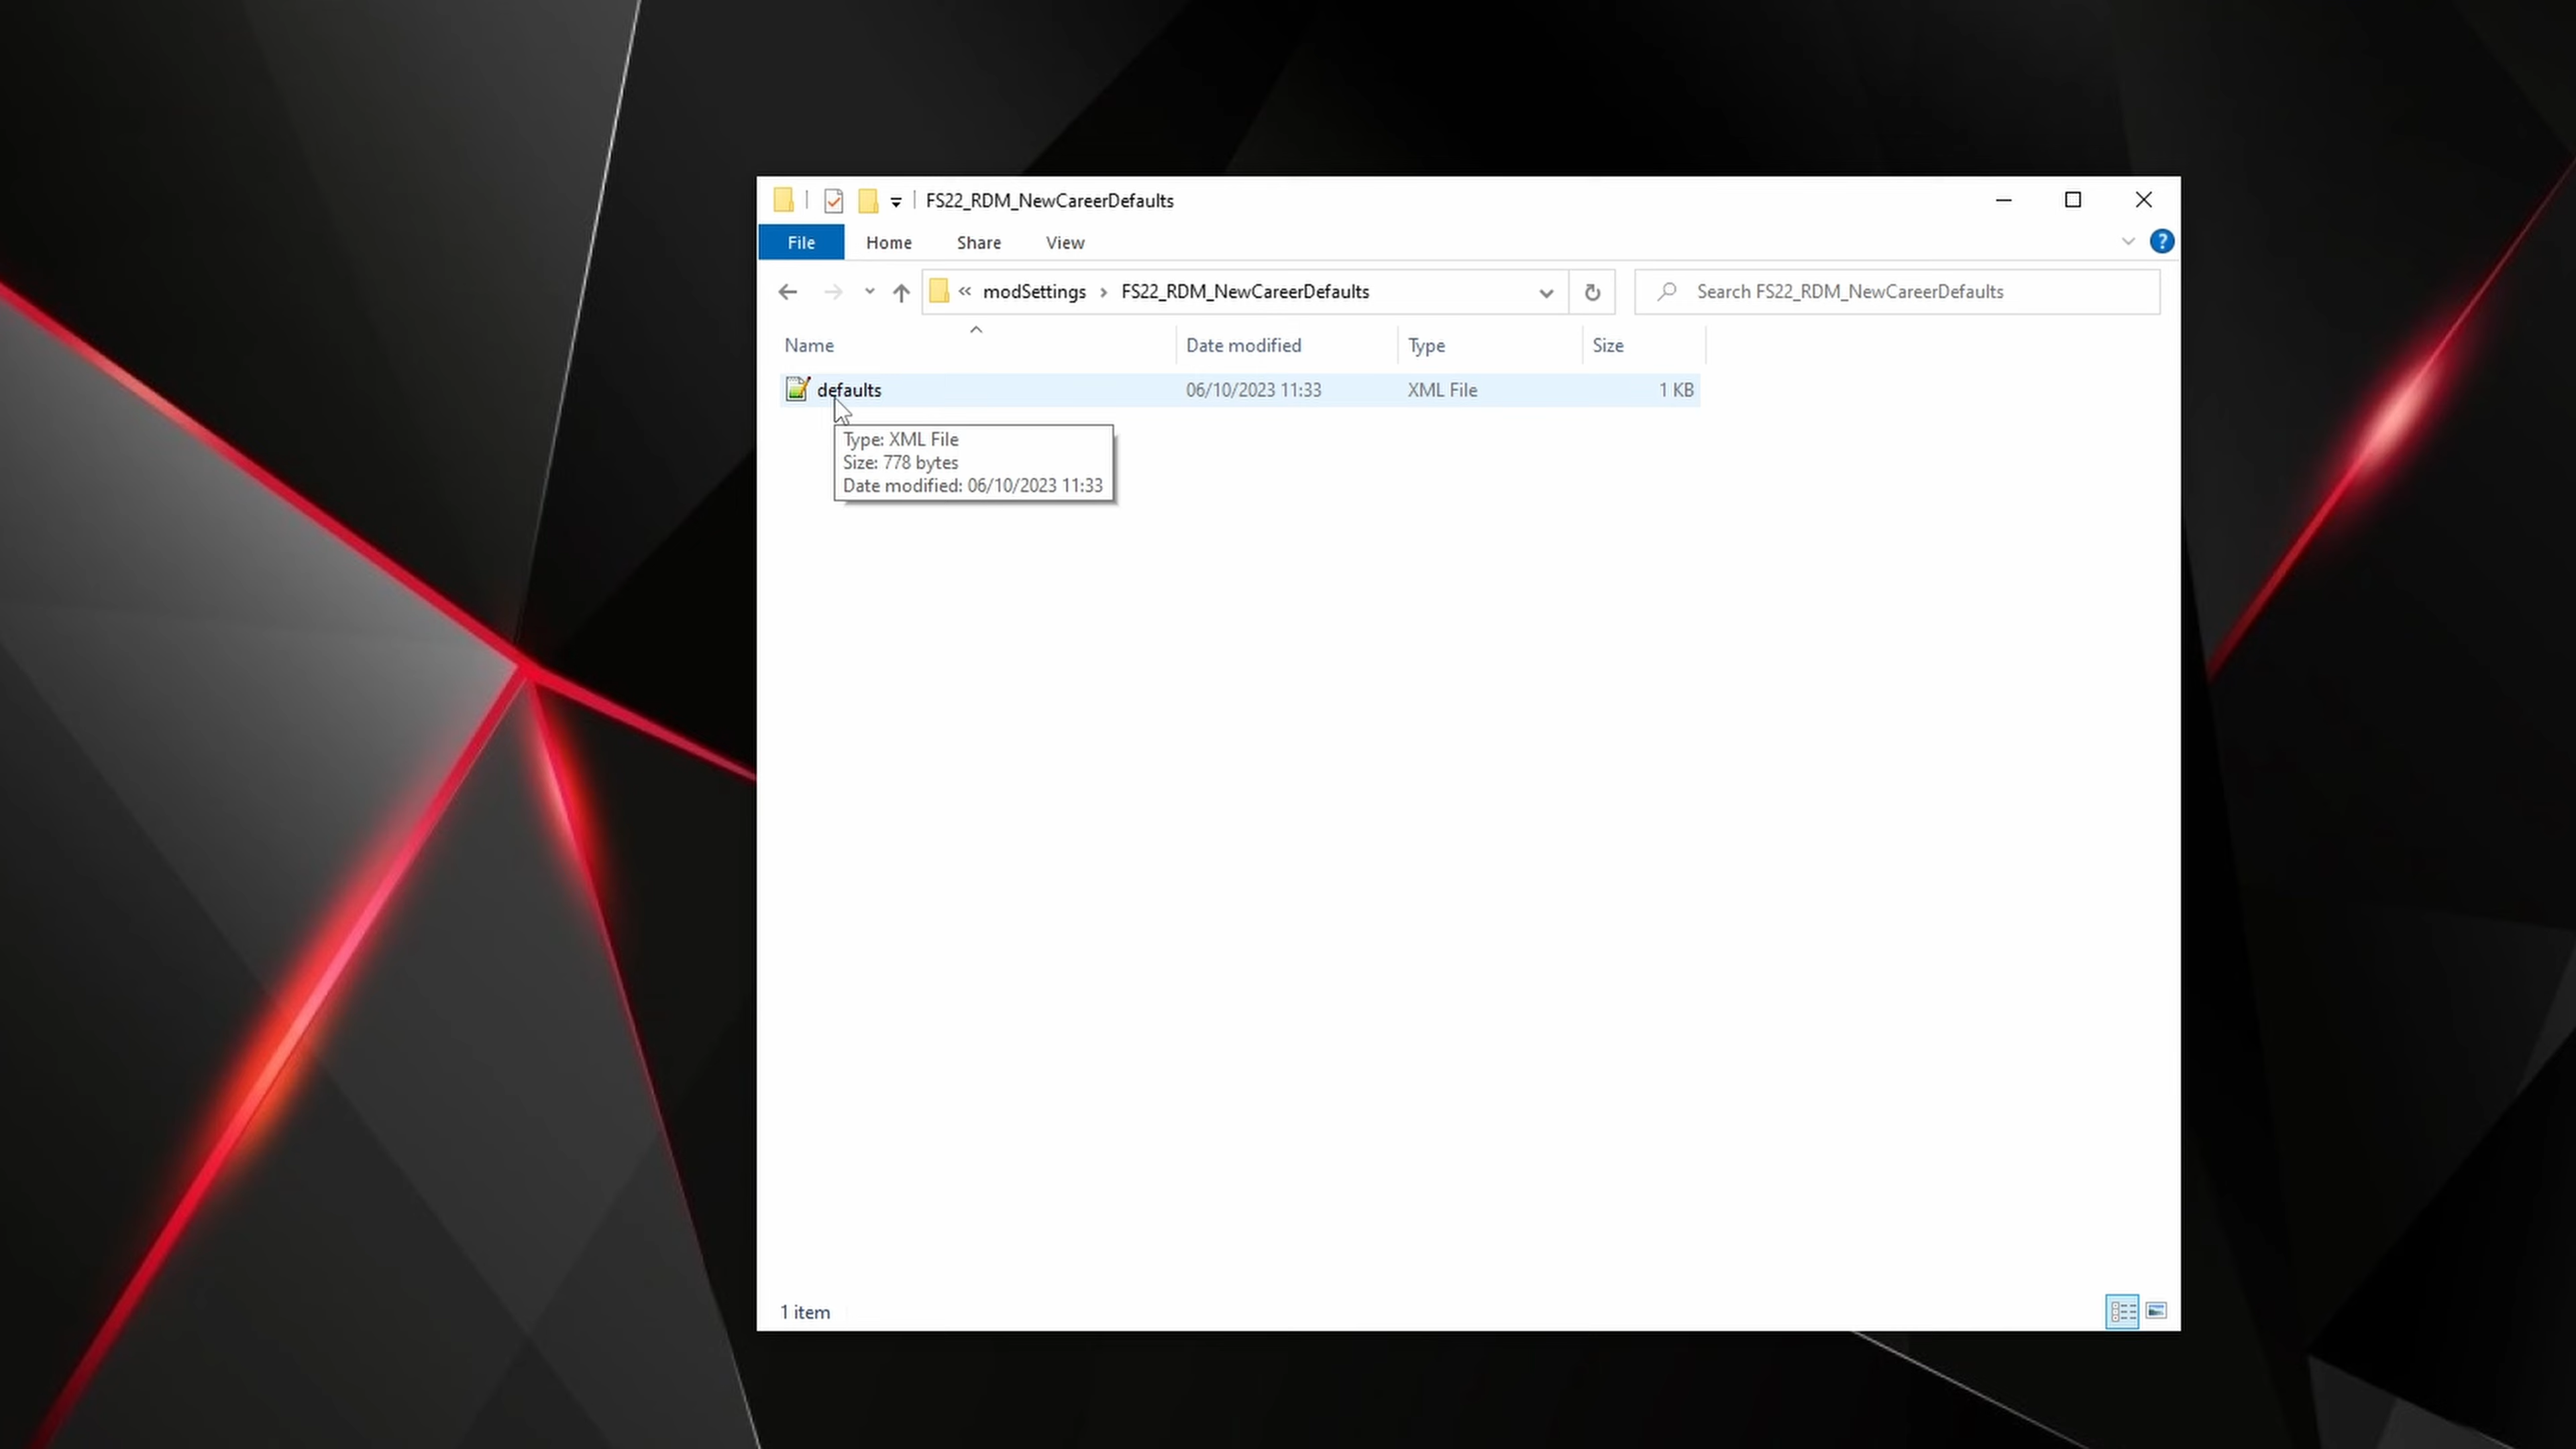 FS22_RDM_NewCareerDefaults
File Home Share View
« modSettings › FS22_RDM_NewCareerDefaults
Search FS22_RDM_NewCareerDefaults
Name Date modified Type Size
defaults 06/10/2023 11:33 XML File 1 KB
Type: XML File
Size: 778 bytes
Date modified: 06/10/2023 11:33
1 item